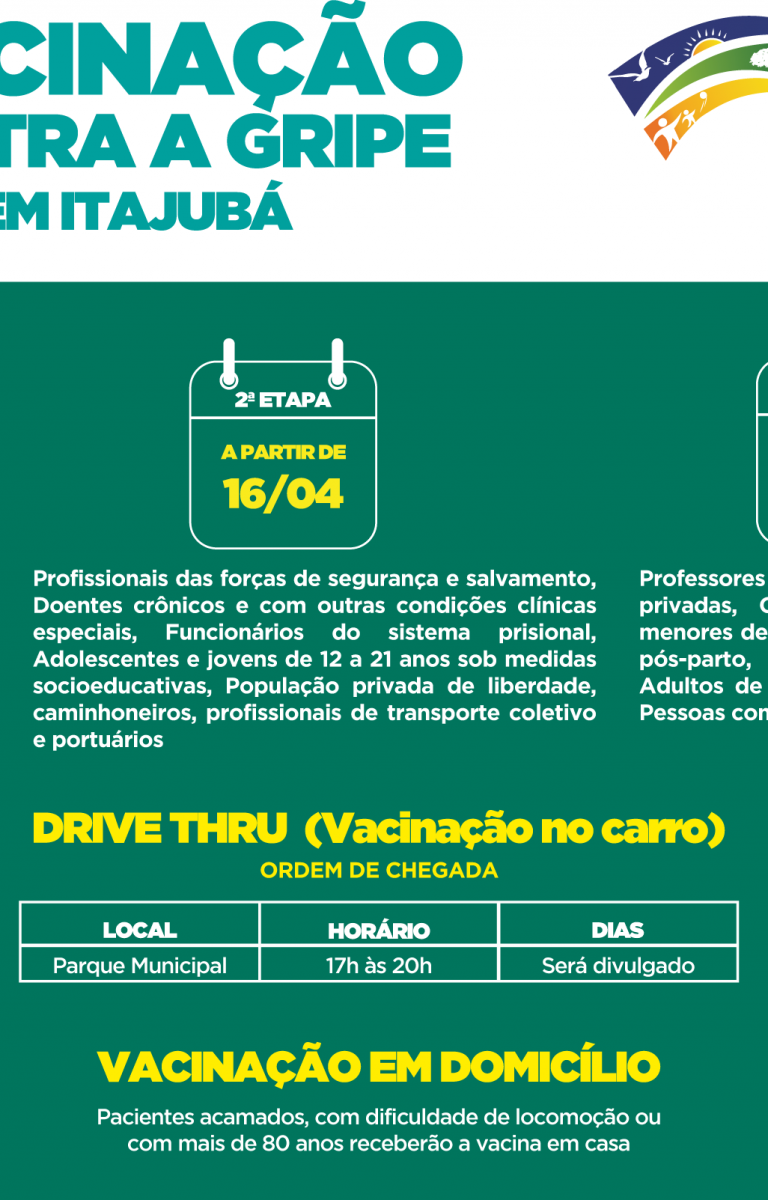 CINAÇÃO
TRA A GRIPE
EM ITAJUBÁ
2ª ETAPA
A PARTIR DE
16/04
Profissionais das forças de segurança e salvamento,
Doentes crônicos e com outras condições clínicas
especiais, Funcionários do sistema prisional,
Adolescentes e jovens de 12 a 21 anos sob medidas
socioeducativas, População privada de liberdade,
caminhoneiros, profissionais de transporte coletivo
e portuários
Professores
privadas,
menores de
pós-parto,
Adultos de
Pessoas con
DRIVE THRU (Vacinação no carro)
ORDEM DE CHEGADA
LOCAL HORÁRIO DIAS
Parque Municipal 17h às 20h Será divulgado
VACINAÇÃO EM DOMICÍLIO
Pacientes acamados, com dificuldade de locomoção ou
com mais de 80 anos receberão a vacina em casa